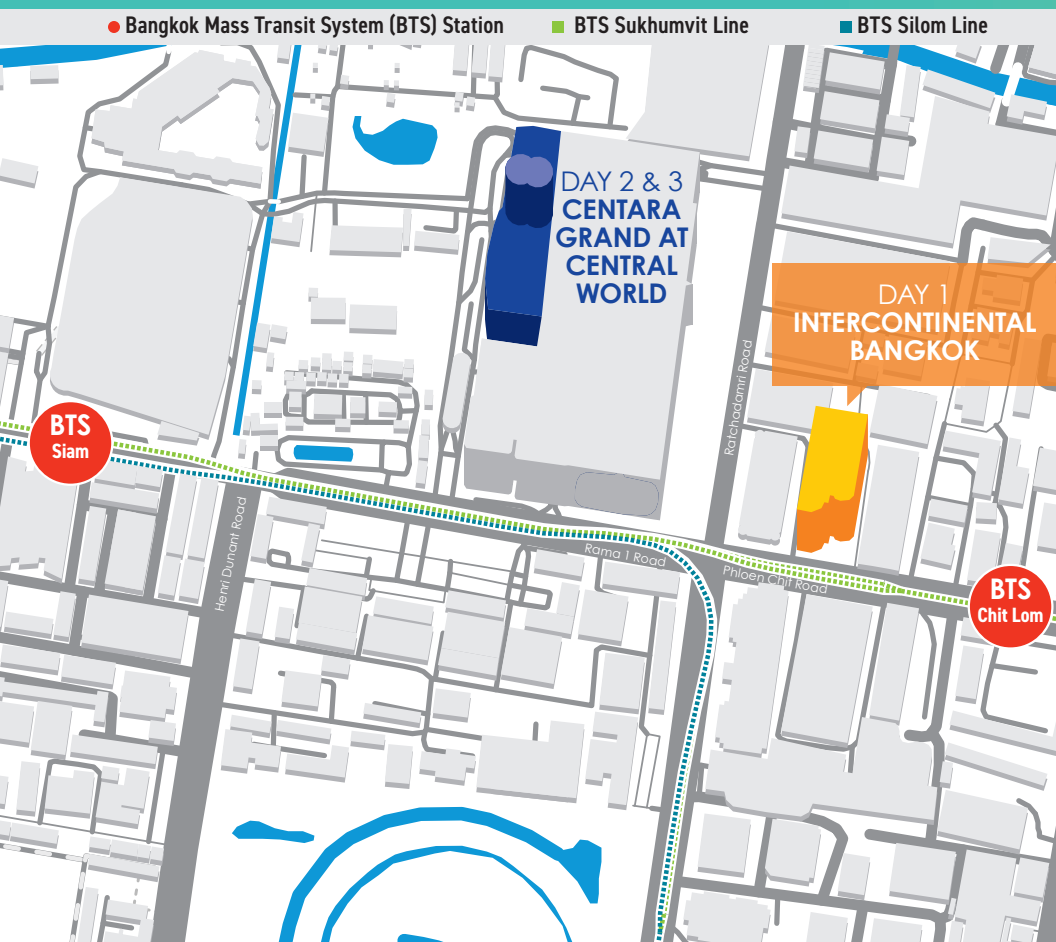 Bangkok Mass Transit System (BTS) Station
BTS Sukhumvit Line
BTS Silom Line
DAY 2 & 3
CENTARA
GRAND AT
CENTRAL
WORLD
DAY 1
INTERCONTINENTAL
BANGKOK
Ratchadamri Road
BTS
Siam
Henri Dunant Road
Rama 1 Road
Phloen Chit Road
BTS
Chit Lom